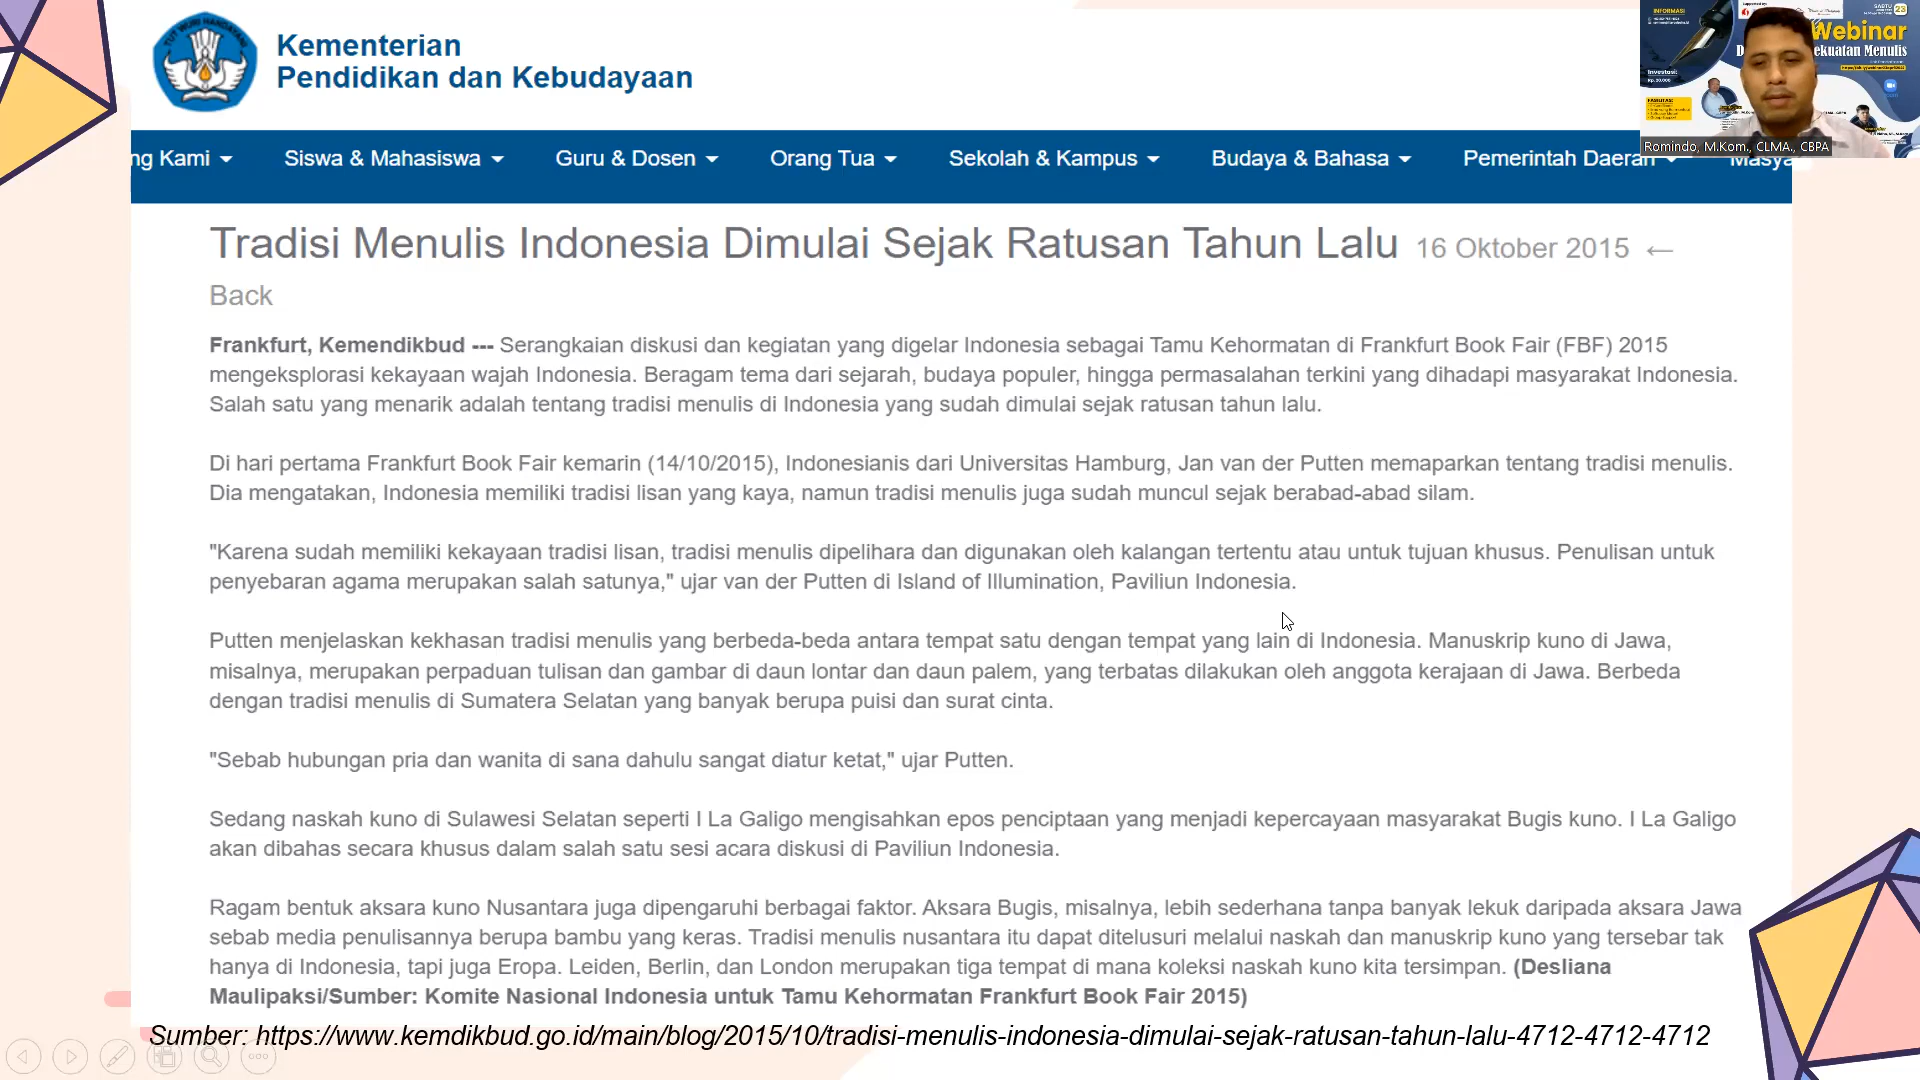 TUT WURI HANDAYANI
Kementerian
Pendidikan dan Kebudayaan
ng Kami
Siswa & Mahasiswa
Guru & Dosen
Orang Tua
Sekolah & Kampus
Budaya & Bahasa
Pemerintah Daerah
Masya
INFORMASI
SABTU
23
Webinar
ekuatan Menulis
Investasi:
FASILITAS:
Romindo, M.Kom., CLMA., CBPA
Tradisi Menulis Indonesia Dimulai Sejak Ratusan Tahun Lalu 16 Oktober 2015 ←
Back
Frankfurt, Kemendikbud --- Serangkaian diskusi dan kegiatan yang digelar Indonesia sebagai Tamu Kehormatan di Frankfurt Book Fair (FBF) 2015
mengeksplorasi kekayaan wajah Indonesia. Beragam tema dari sejarah, budaya populer, hingga permasalahan terkini yang dihadapi masyarakat Indonesia.
Salah satu yang menarik adalah tentang tradisi menulis di Indonesia yang sudah dimulai sejak ratusan tahun lalu.
Di hari pertama Frankfurt Book Fair kemarin (14/10/2015), Indonesianis dari Universitas Hamburg, Jan van der Putten memaparkan tentang tradisi menulis.
Dia mengatakan, Indonesia memiliki tradisi lisan yang kaya, namun tradisi menulis juga sudah muncul sejak berabad-abad silam.
"Karena sudah memiliki kekayaan tradisi lisan, tradisi menulis dipelihara dan digunakan oleh kalangan tertentu atau untuk tujuan khusus. Penulisan untuk
penyebaran agama merupakan salah satunya," ujar van der Putten di Island of Illumination, Paviliun Indonesia.
Putten menjelaskan kekhasan tradisi menulis yang berbeda-beda antara tempat satu dengan tempat yang lain di Indonesia. Manuskrip kuno di Jawa,
misalnya, merupakan perpaduan tulisan dan gambar di daun lontar dan daun palem, yang terbatas dilakukan oleh anggota kerajaan di Jawa. Berbeda
dengan tradisi menulis di Sumatera Selatan yang banyak berupa puisi dan surat cinta.
"Sebab hubungan pria dan wanita di sana dahulu sangat diatur ketat," ujar Putten.
Sedang naskah kuno di Sulawesi Selatan seperti I La Galigo mengisahkan epos penciptaan yang menjadi kepercayaan masyarakat Bugis kuno. I La Galigo
akan dibahas secara khusus dalam salah satu sesi acara diskusi di Paviliun Indonesia.
Ragam bentuk aksara kuno Nusantara juga dipengaruhi berbagai faktor. Aksara Bugis, misalnya, lebih sederhana tanpa banyak lekuk daripada aksara Jawa
sebab media penulisannya berupa bambu yang keras. Tradisi menulis nusantara itu dapat ditelusuri melalui naskah dan manuskrip kuno yang tersebar tak
hanya di Indonesia, tapi juga Eropa. Leiden, Berlin, dan London merupakan tiga tempat di mana koleksi naskah kuno kita tersimpan. (Desliana
Maulipaksi/Sumber: Komite Nasional Indonesia untuk Tamu Kehormatan Frankfurt Book Fair 2015)
Sumber: https://www.kemdikbud.go.id/main/blog/2015/10/tradisi-menulis-indonesia-dimulai-sejak-ratusan-tahun-lalu-4712-4712-4712